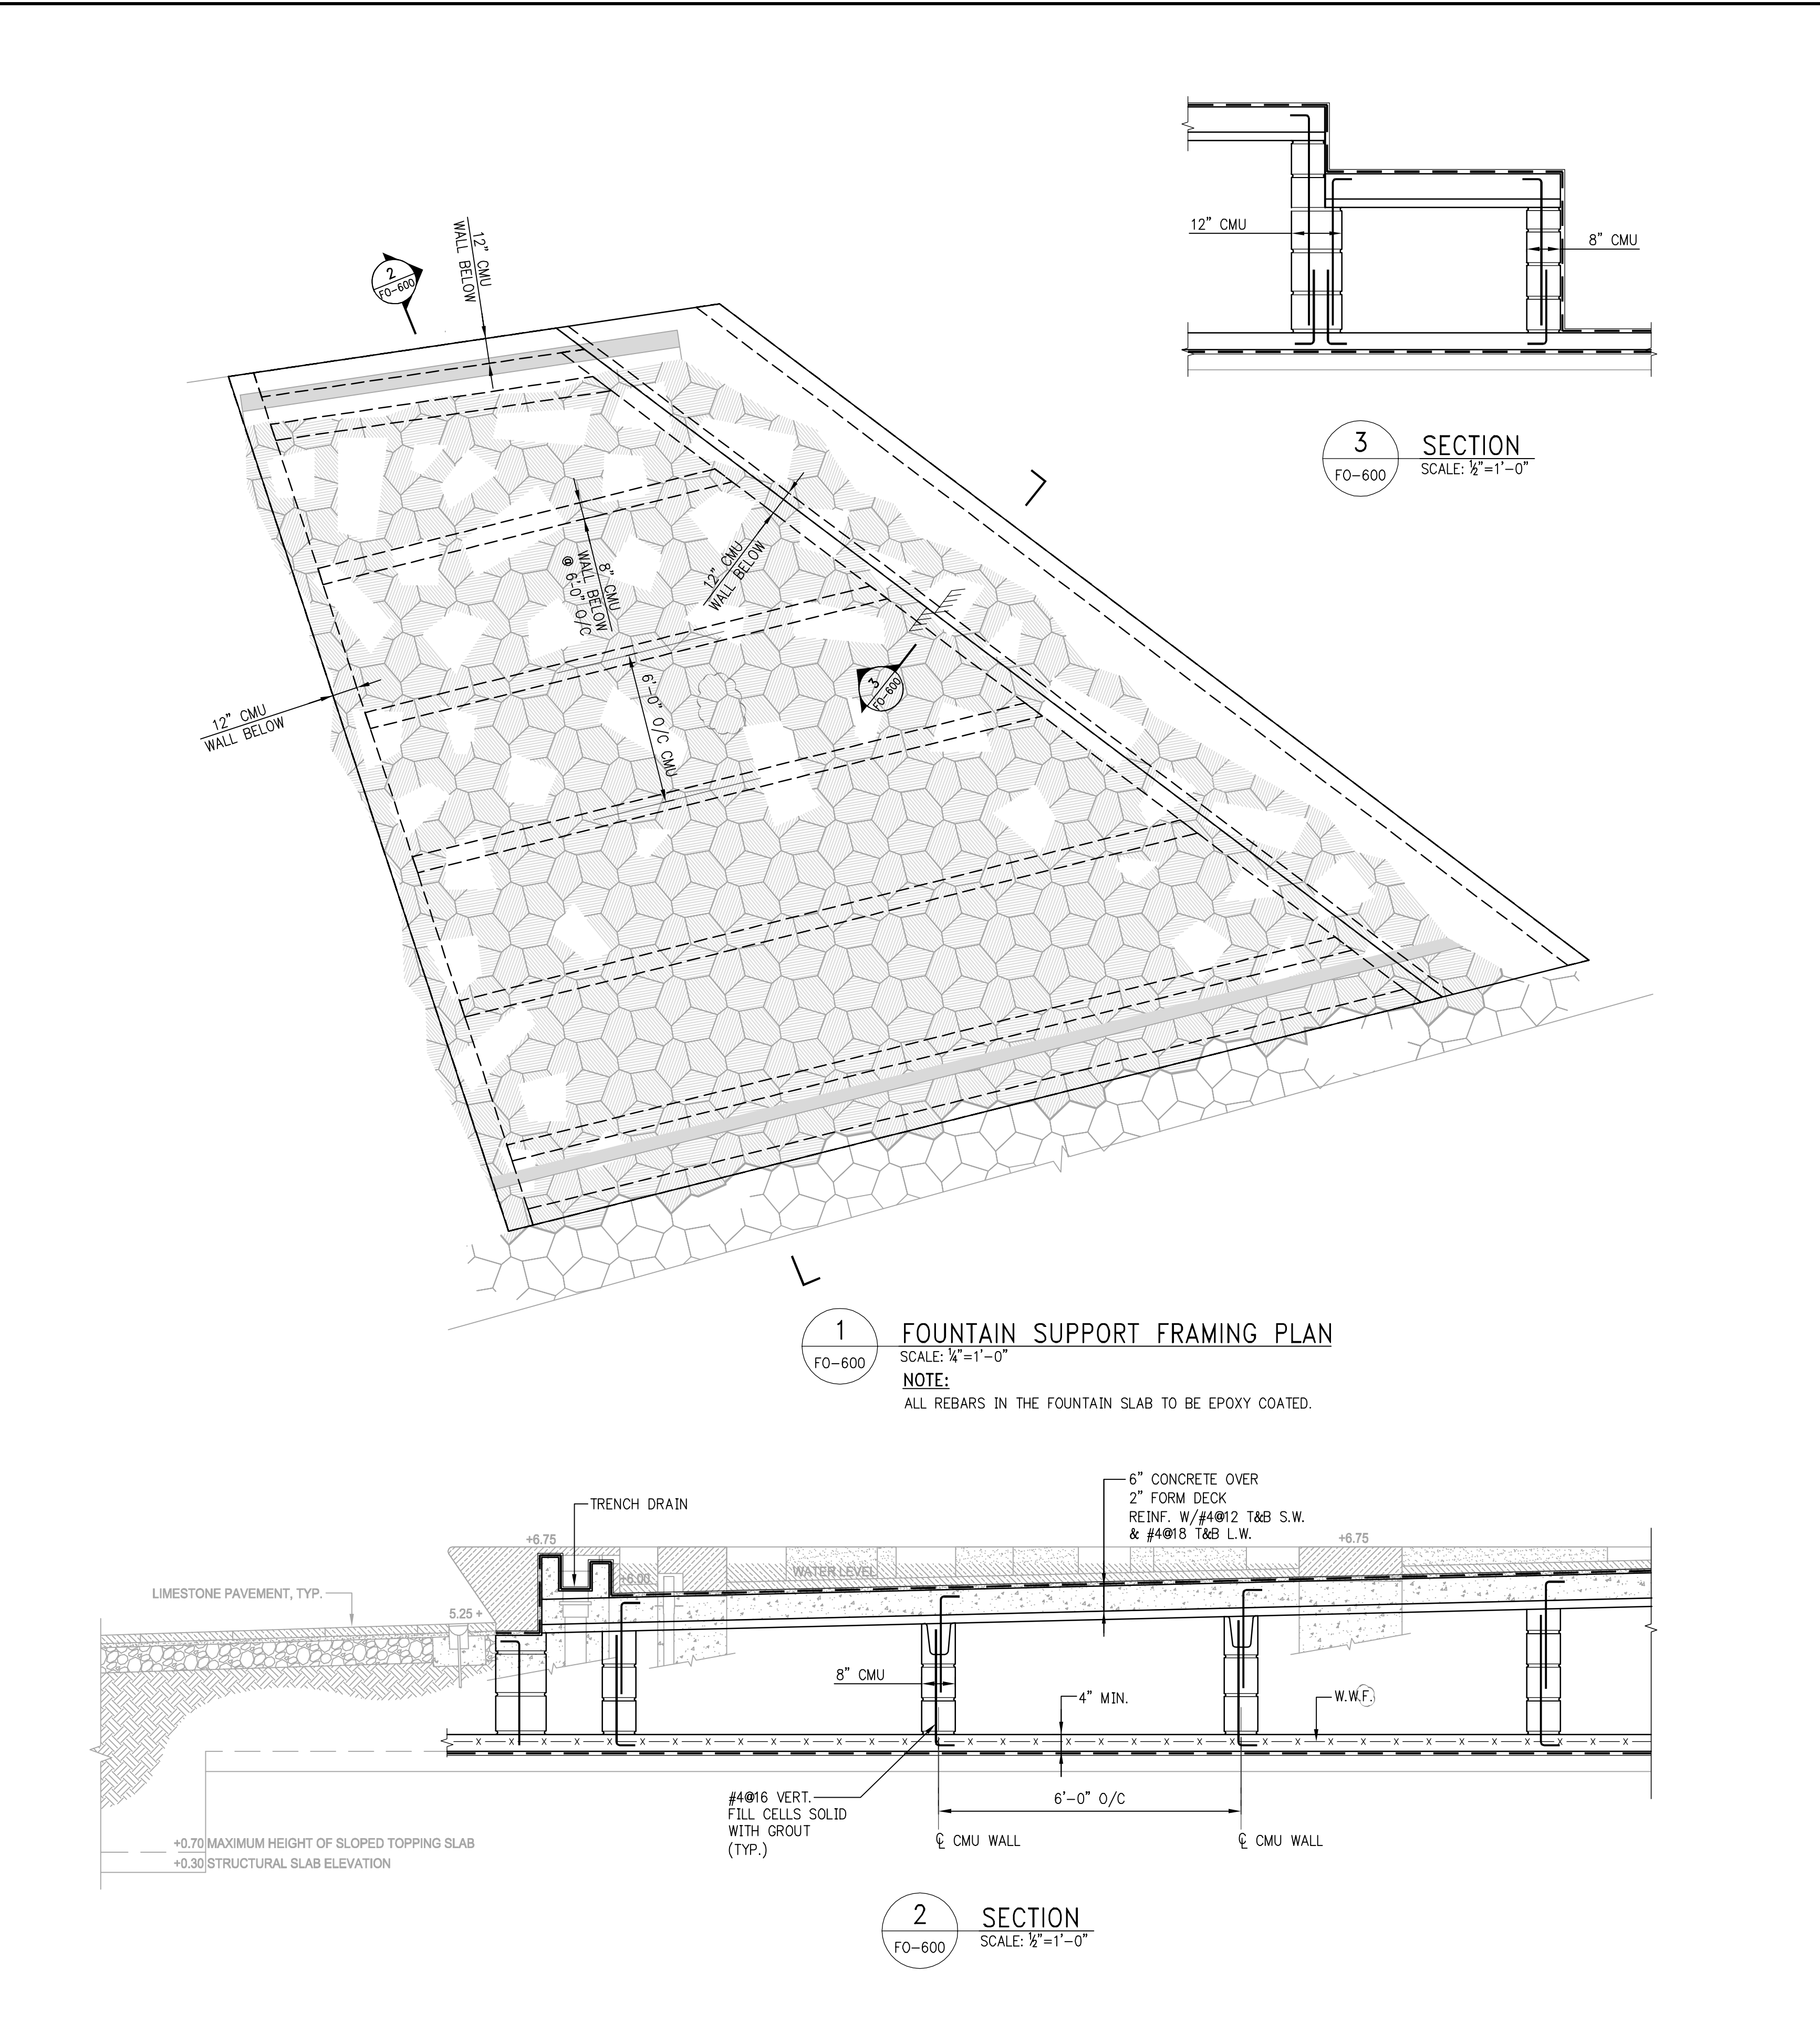 12" CMU
8" CMU
3
FO-600
SECTION
SCALE: ½"=1'-0"
2
FO-600
12" CMU
WALL BELOW
8" CMU
WALL BELOW
@ 6'-0" O/C
12" CMU
WALL BELOW
3
FO-600
6'-0" O/C CMU
12" CMU
WALL BELOW
1
FO-600
FOUNTAIN SUPPORT FRAMING PLAN
SCALE: ¼"=1'-0"
NOTE:
ALL REBARS IN THE FOUNTAIN SLAB TO BE EPOXY COATED.
6" CONCRETE OVER
2" FORM DECK
REINF. W/#4@12 T&B S.W.
& #4@18 T&B L.W.
TRENCH DRAIN
+6.75
+6.75
WATER LEVEL
+6.00
LIMESTONE PAVEMENT, TYP.
5.25 +
8" CMU
4" MIN.
W.W.F.
#4@16 VERT.
FILL CELLS SOLID
WITH GROUT
(TYP.)
6'-0" O/C
℄ CMU WALL
℄ CMU WALL
+0.70 MAXIMUM HEIGHT OF SLOPED TOPPING SLAB
+0.30 STRUCTURAL SLAB ELEVATION
2
FO-600
SECTION
SCALE: ½"=1'-0"